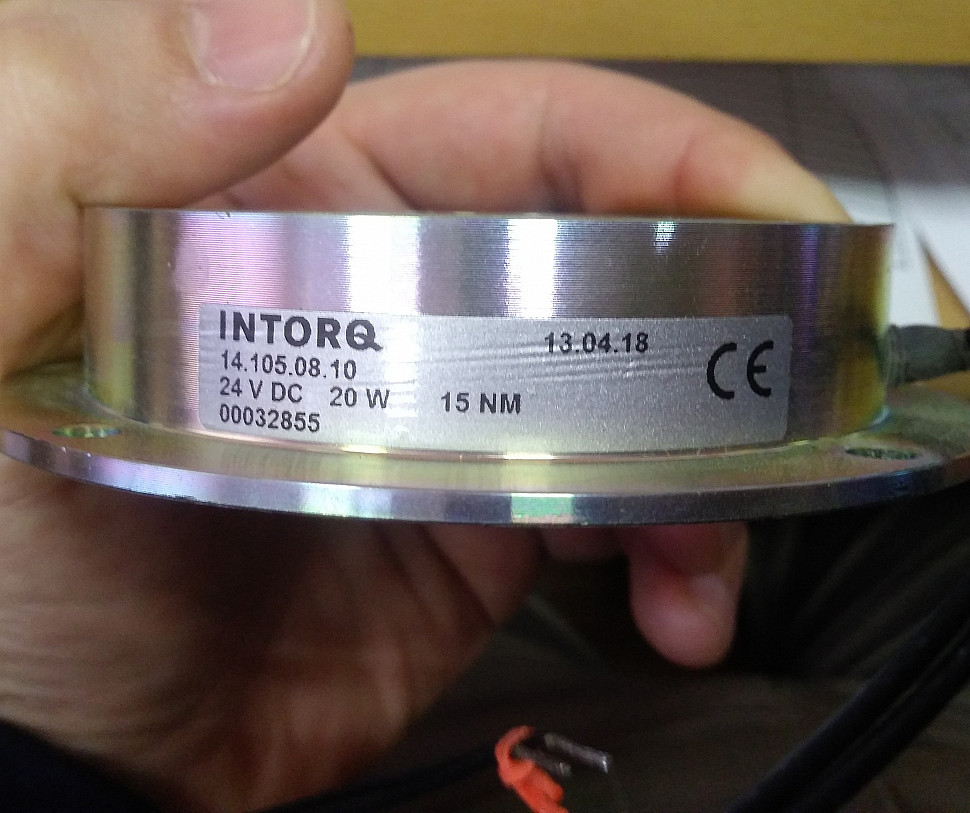 INTORQ 13.04.18
14.105.08.10
24 V DC 20 W 15 NM
00032855
CE